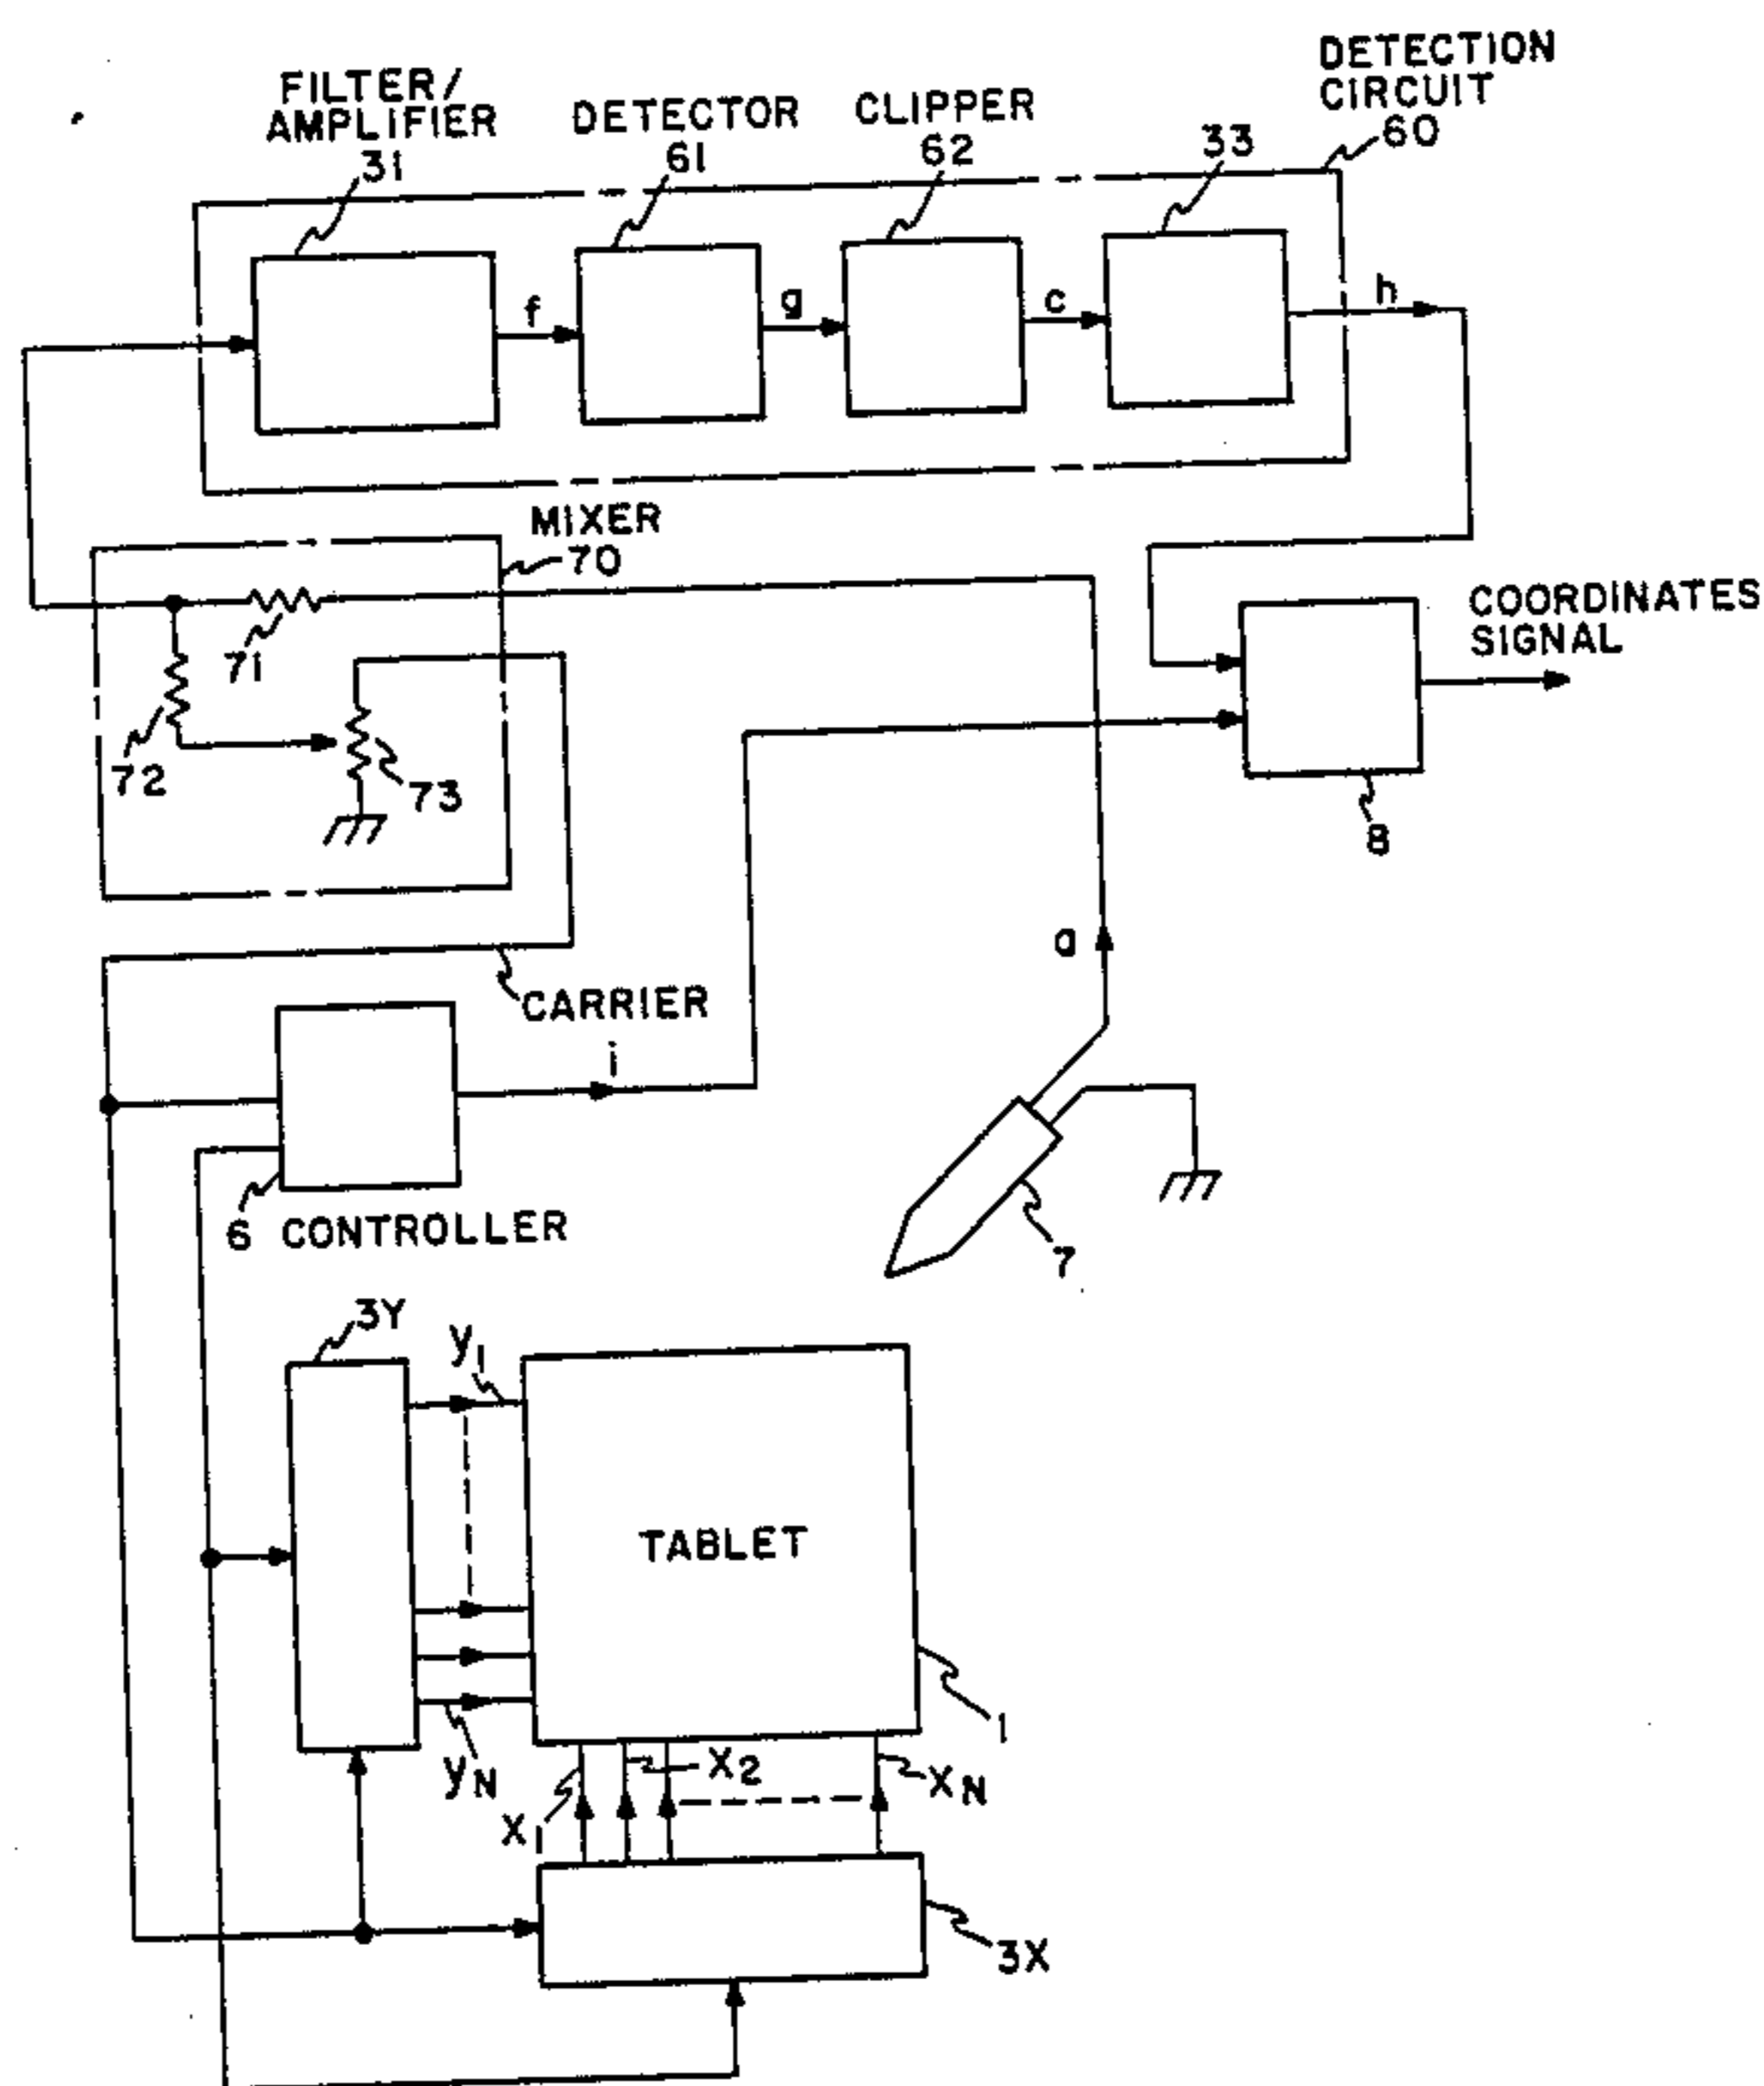 DETECTION
CIRCUIT
60
FILTER/
AMPLIFIER
31
DETECTOR
61
CLIPPER
62
33
f
g
c
h
MIXER
70
71
72
73
COORDINATES
SIGNAL
8
a
CARRIER
i
6 CONTROLLER
7
3Y
y1
TABLET
1
yN
X1
X2
XN
3X